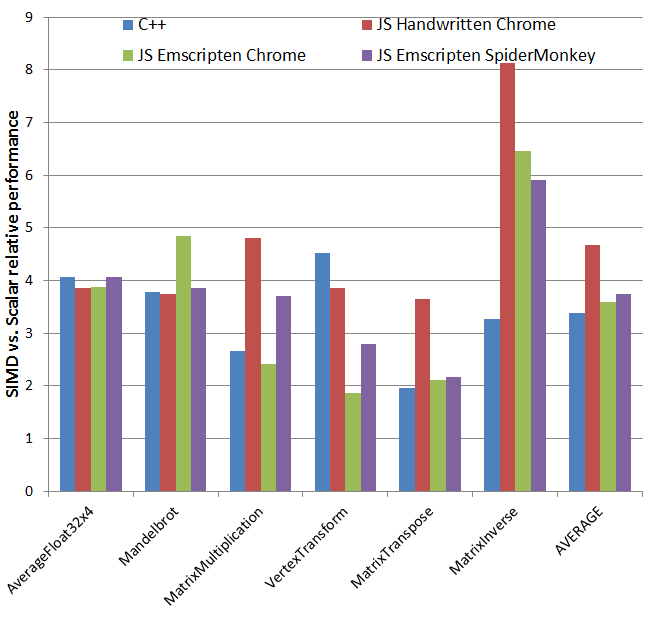 C++
JS Handwritten Chrome
JS Emscripten Chrome
JS Emscripten SpiderMonkey
SIMD vs. Scalar relative performance
9
8
7
6
5
4
3
2
1
0
AverageFloat32x4
Mandelbrot
MatrixMultiplication
VertexTransform
MatrixTranspose
MatrixInverse
AVERAGE